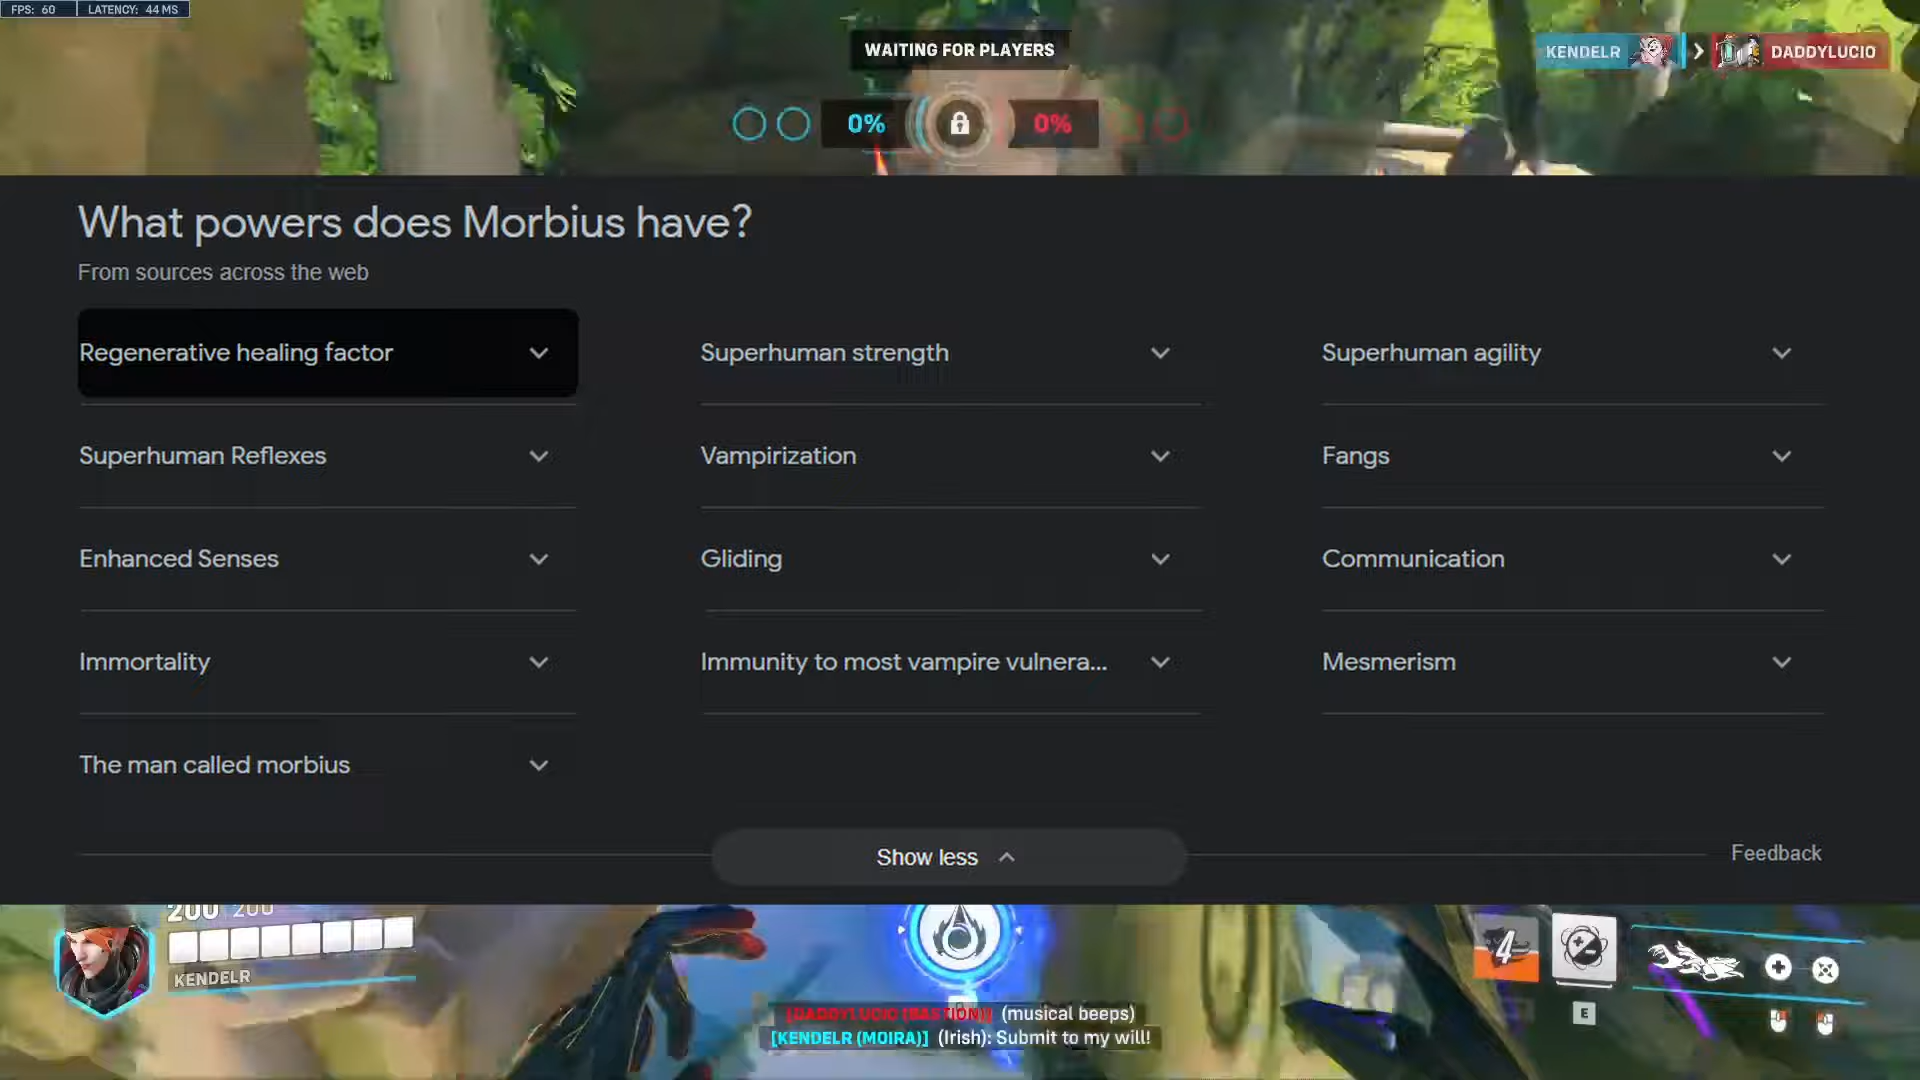 FPS: 60 LATENCY: 44 MS
WAITING FOR PLAYERS
KENDELR > DADDYLUCIO
0% 0%
What powers does Morbius have?
From sources across the web
Regenerative healing factor
Superhuman strength
Superhuman agility
Superhuman Reflexes
Vampirization
Fangs
Enhanced Senses
Gliding
Communication
Immortality
Immunity to most vampire vulnera...
Mesmerism
The man called morbius
Show less
Feedback
200 200
KENDELR
4
E
[DADDYLUCIO (BASTION)] (musical beeps)
[KENDELR (MOIRA)] (Irish): Submit to my will!